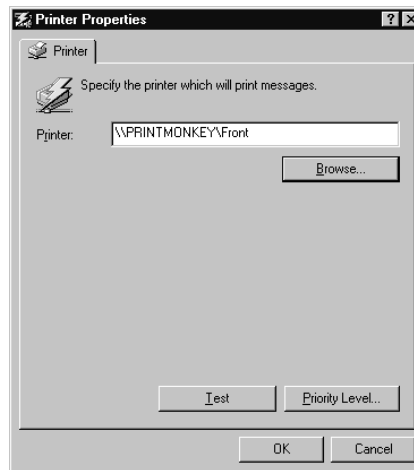 Printer Properties
Printer
Specify the printer which will print messages.
Printer: \\PRINTMONKEY\Front
Browse...
Test Priority Level...
OK Cancel